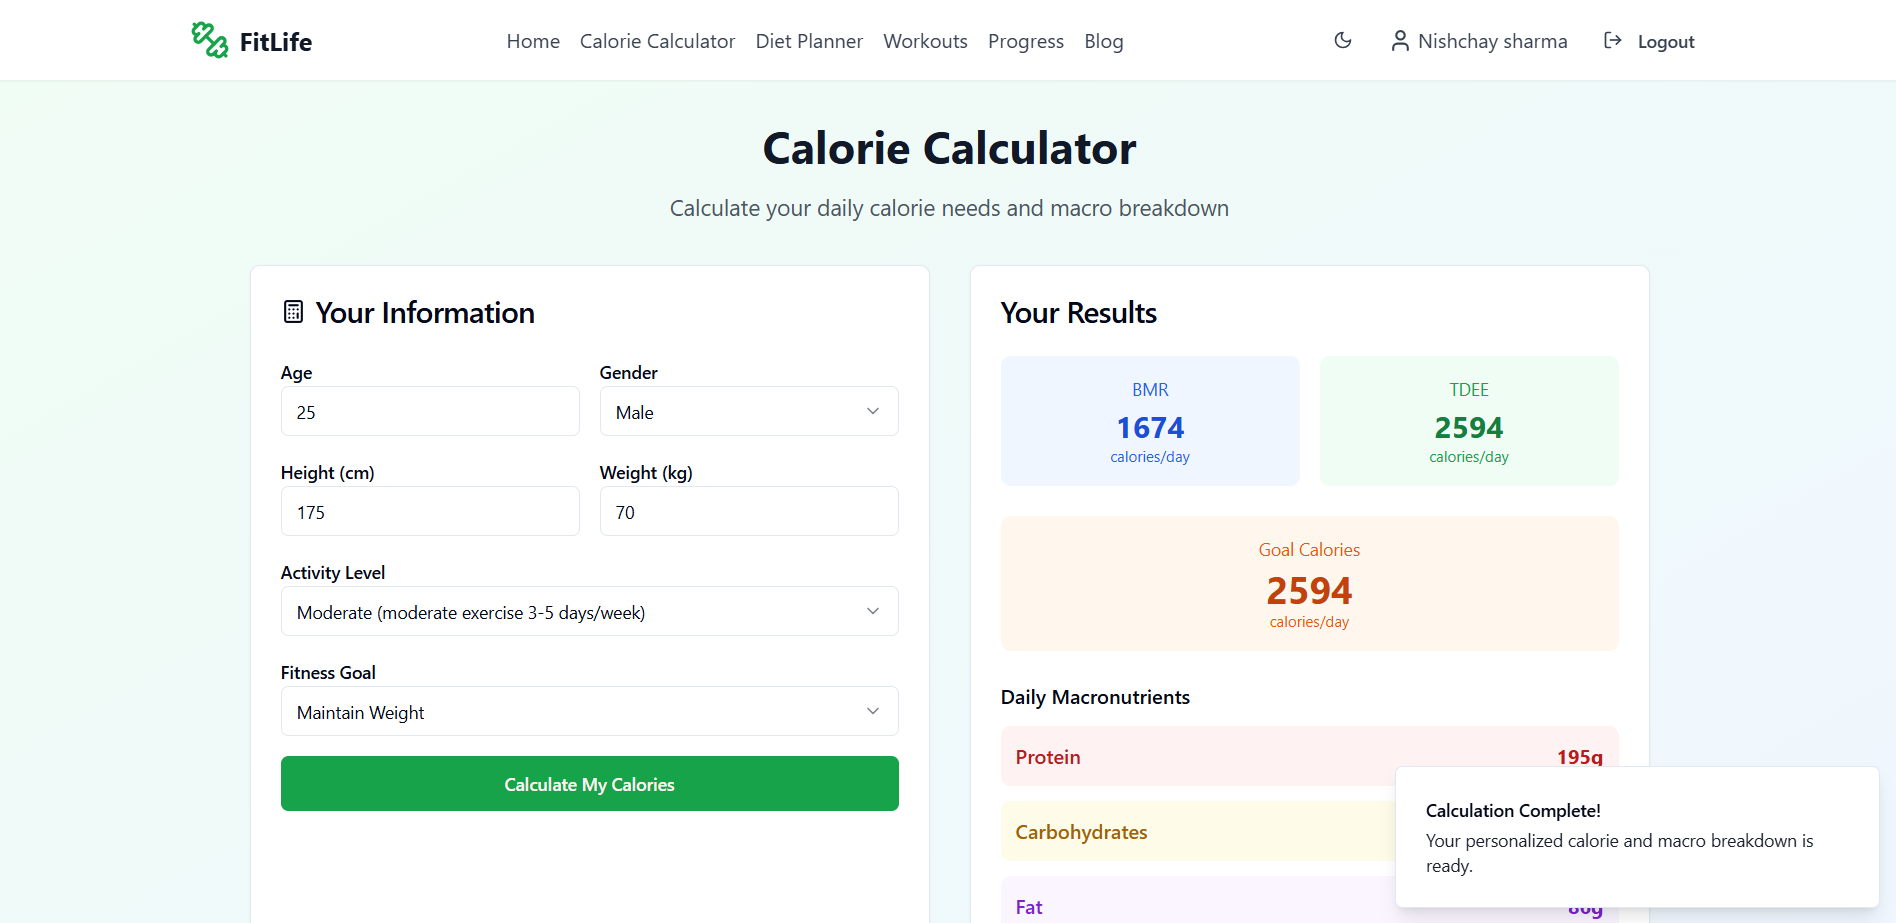 FitLife
Home Calorie Calculator Diet Planner Workouts Progress Blog
Nishchay sharma
Logout
Calorie Calculator
Calculate your daily calorie needs and macro breakdown
Your Information
Age
25
Gender
Male
Height (cm)
175
Weight (kg)
70
Activity Level
Moderate (moderate exercise 3-5 days/week)
Fitness Goal
Maintain Weight
Calculate My Calories
Your Results
BMR
1674
calories/day
TDEE
2594
calories/day
Goal Calories
2594
calories/day
Daily Macronutrients
Protein 195g
Carbohydrates
Fat
Calculation Complete!
Your personalized calorie and macro breakdown is
ready.